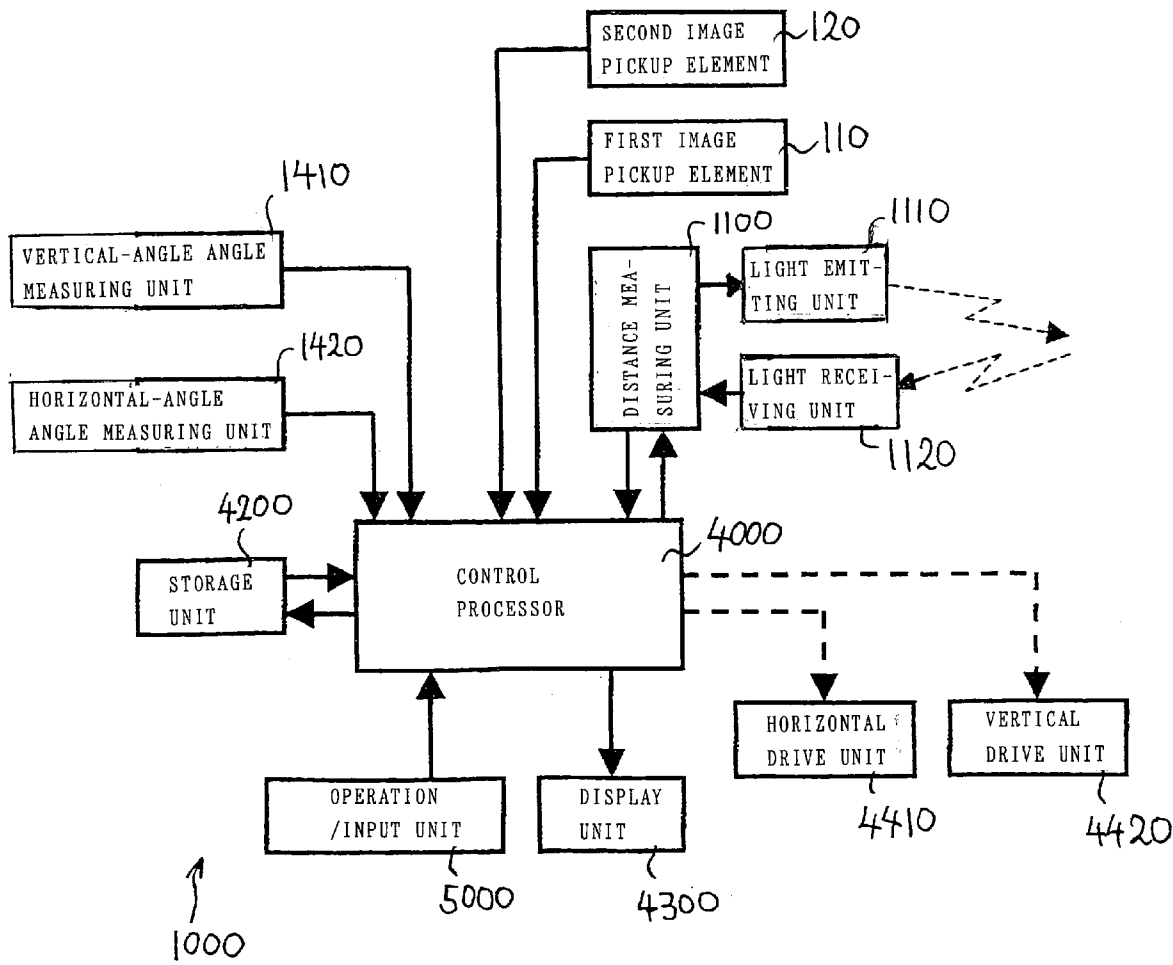 SECOND IMAGE
PICKUP ELEMENT
120
FIRST IMAGE
PICKUP ELEMENT
110
1410
VERTICAL-ANGLE ANGLE
MEASURING UNIT
1100
DISTANCE MEA-
SURING UNIT
1110
LIGHT EMIT-
TING UNIT
1420
HORIZONTAL-ANGLE
ANGLE MEASURING UNIT
LIGHT RECEI-
VING UNIT
1120
4200
STORAGE
UNIT
4000
CONTROL
PROCESSOR
HORIZONTAL
DRIVE UNIT
4410
VERTICAL
DRIVE UNIT
4420
OPERATION
/INPUT UNIT
5000
DISPLAY
UNIT
4300
1000